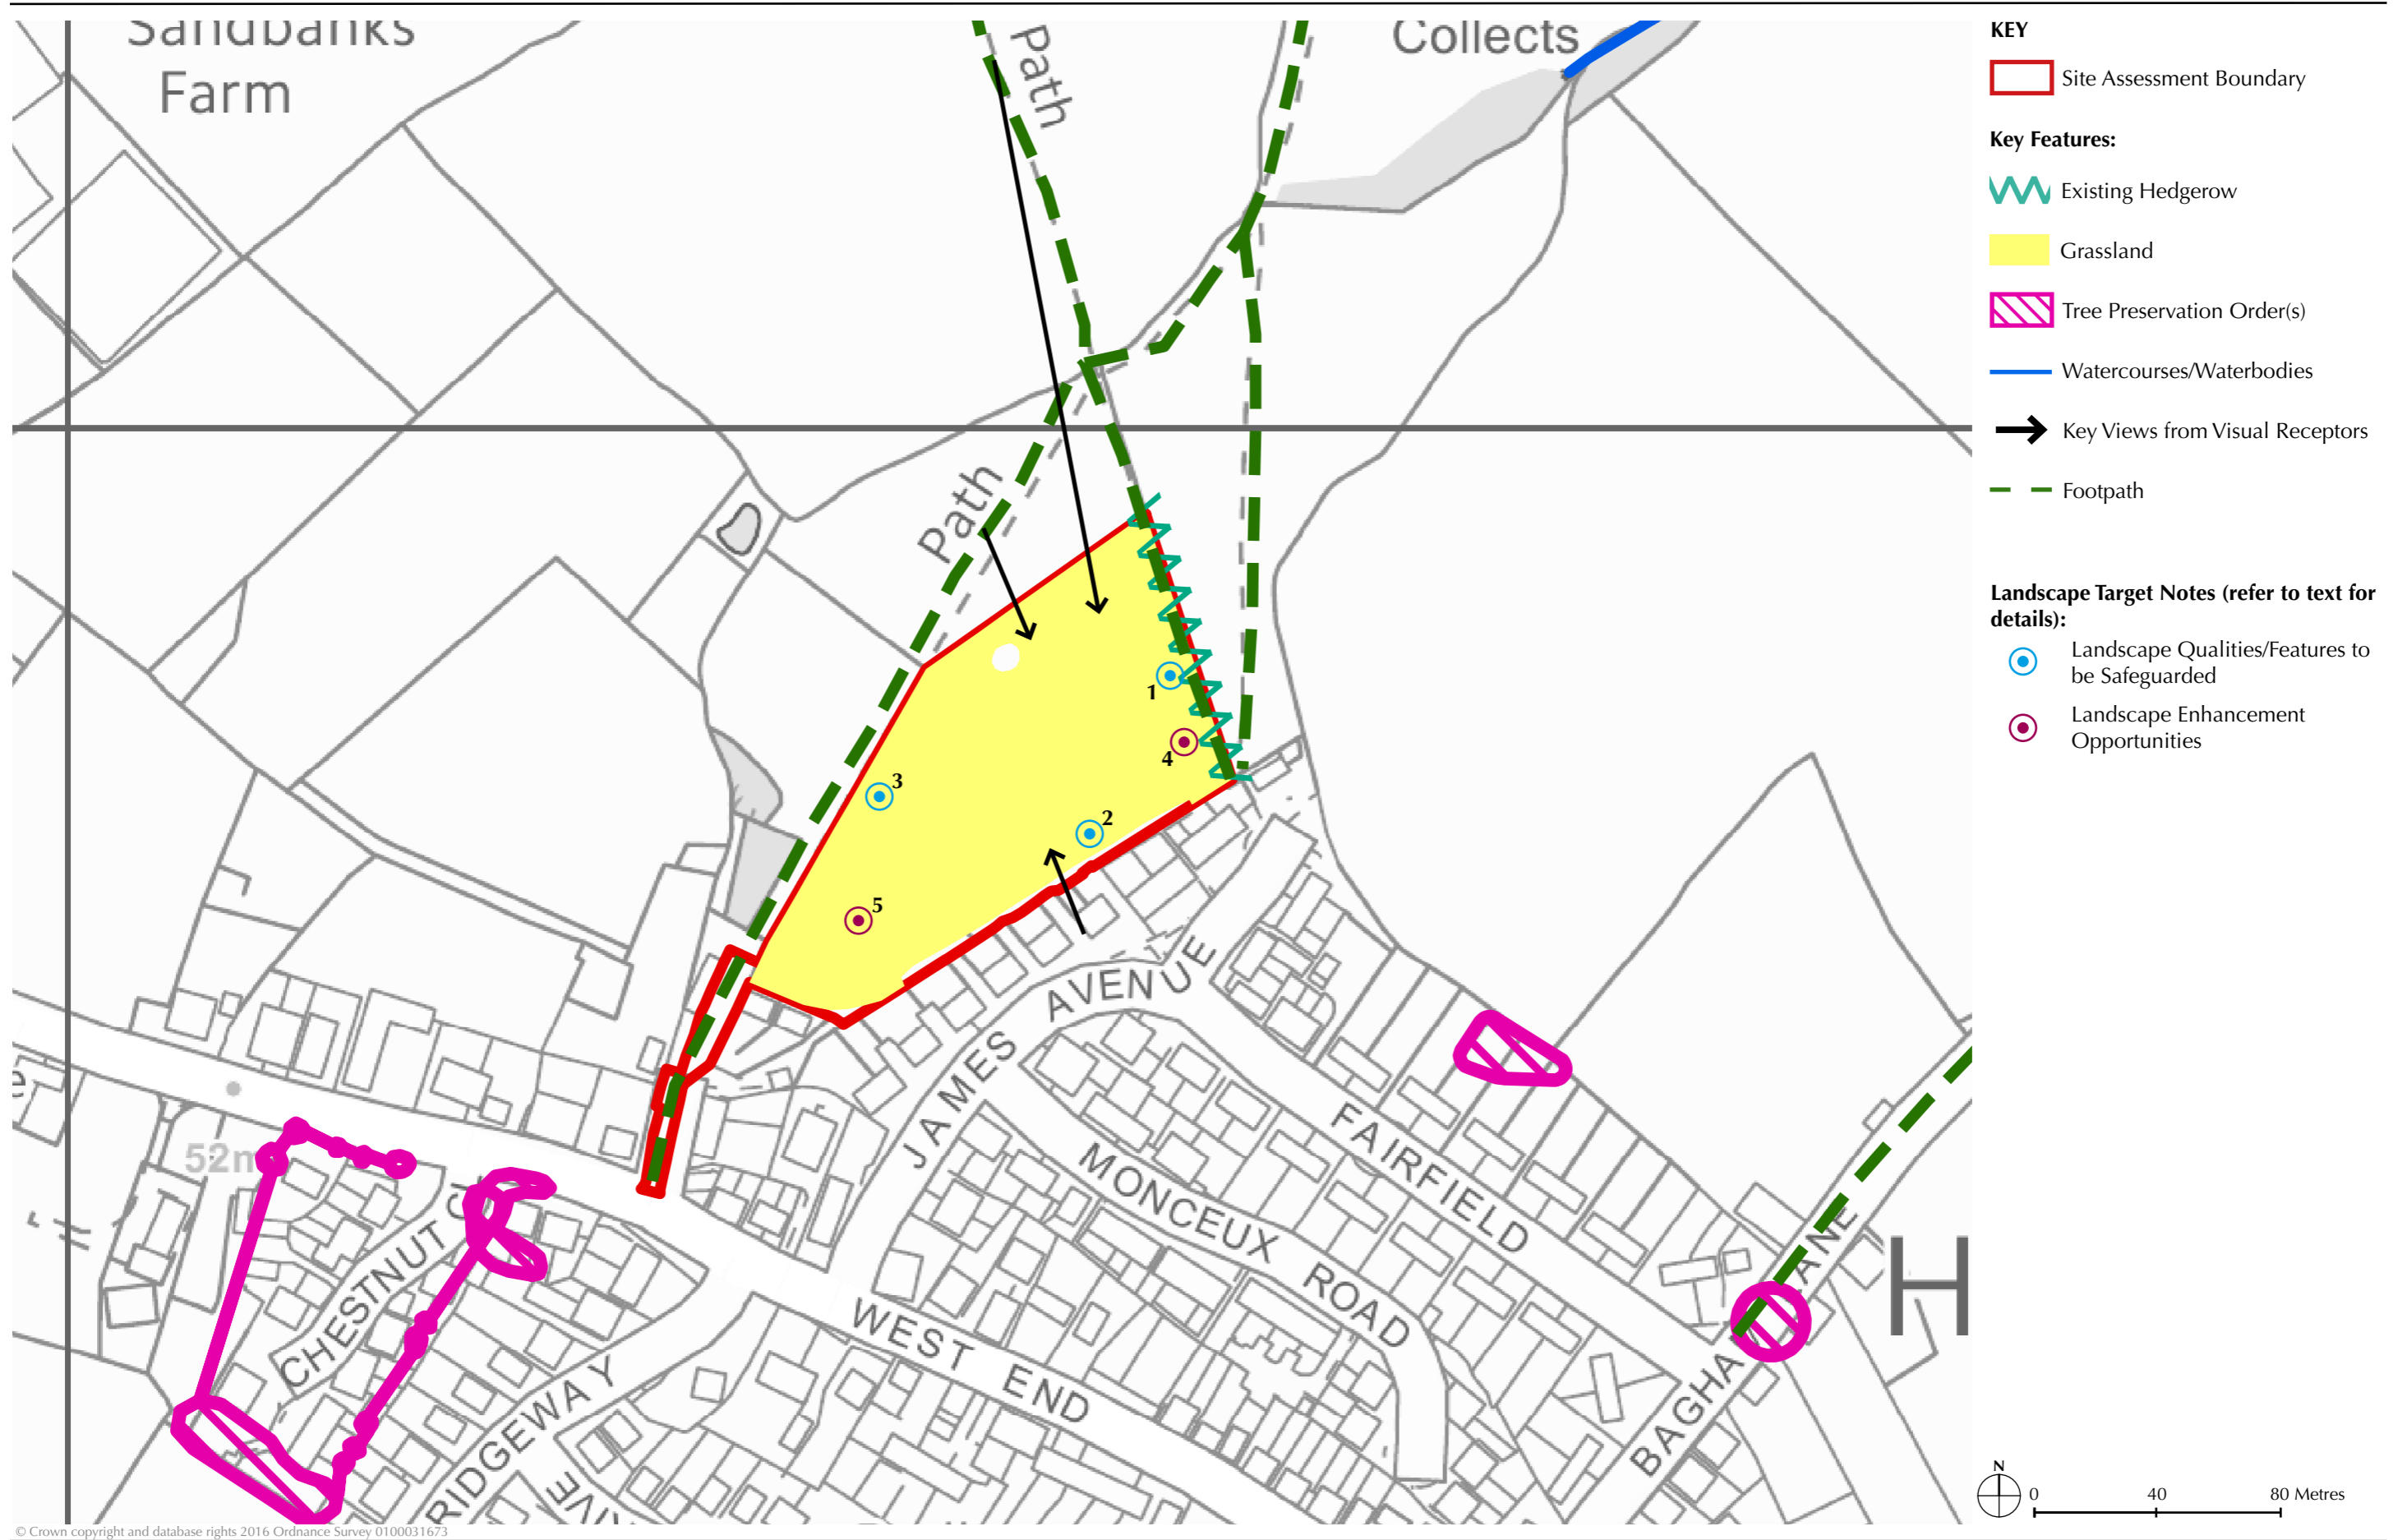 Sandbanks
Farm
Path
Collects
Path
1
4
3
2
5
JAMES AVENUE
52m
CHESTNUT
FAIRFIELD
MONCEUX ROAD
WEST END
RIDGEWAY
BAGHA
ANE
H
KEY
Site Assessment Boundary
Key Features:
Existing Hedgerow
Grassland
Tree Preservation Order(s)
Watercourses/Waterbodies
Key Views from Visual Receptors
Footpath
Landscape Target Notes (refer to text for
details):
Landscape Qualities/Features to
be Safeguarded
Landscape Enhancement
Opportunities
N
0 40 80 Metres
© Crown copyright and database rights 2016 Ordnance Survey 0100031673